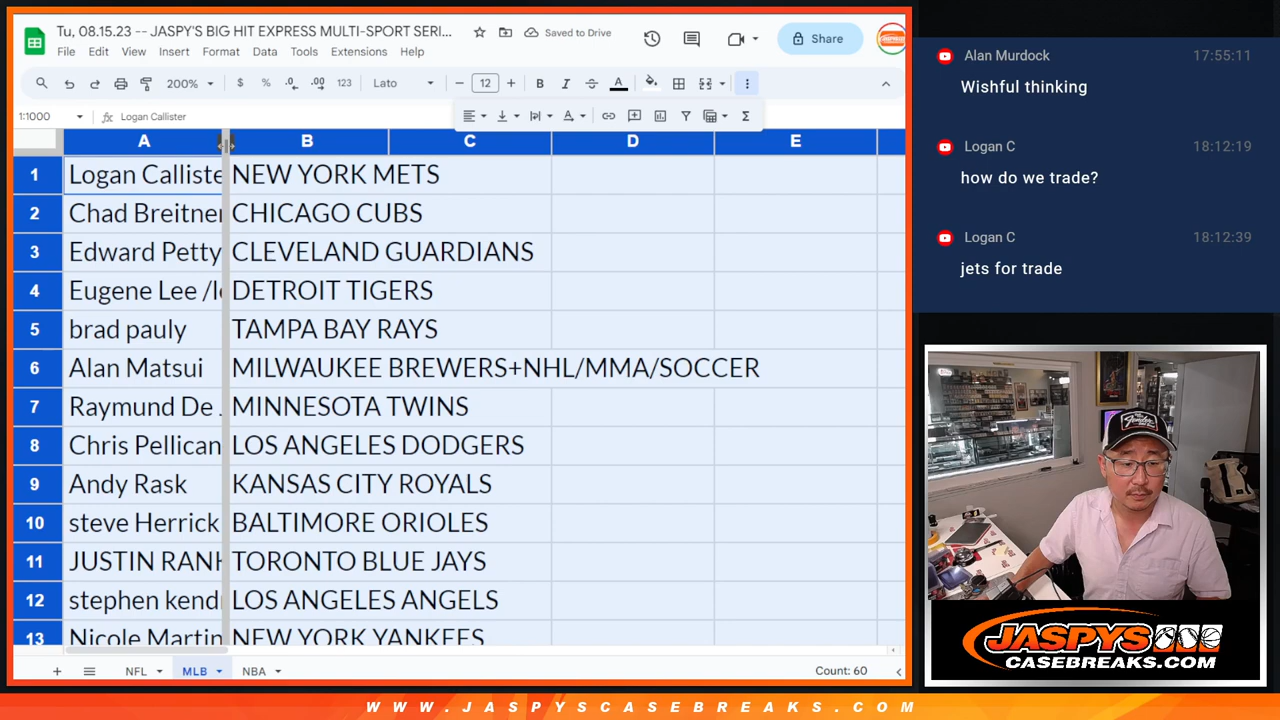 Tu, 08.15.23 -- JASPY'S BIG HIT EXPRESS MULTI-SPORT SERI...
Saved to Drive
Share
File Edit View Insert Format Data Tools Extensions Help
200% $ % .0 .00 123 Lato 12 B I S A
1:1000 fx Logan Callister
A B C D E
1 Logan Calliste NEW YORK METS
2 Chad Breitner CHICAGO CUBS
3 Edward Petty CLEVELAND GUARDIANS
4 Eugene Lee /l DETROIT TIGERS
5 brad pauly TAMPA BAY RAYS
6 Alan Matsui MILWAUKEE BREWERS+NHL/MMA/SOCCER
7 Raymund De MINNESOTA TWINS
8 Chris Pellican LOS ANGELES DODGERS
9 Andy Rask KANSAS CITY ROYALS
10 steve Herrick BALTIMORE ORIOLES
11 JUSTIN RAN TORONTO BLUE JAYS
12 stephen kend LOS ANGELES ANGELS
13 Nicole Martin NEW YORK YANKEES
NFL MLB NBA Count: 60
Alan Murdock 17:55:11
Wishful thinking
Logan C 18:12:19
how do we trade?
Logan C 18:12:39
jets for trade
Fender
JASPYS
CASEBREAKS.COM
WWW.JASPYSCASEBREAKS.COM